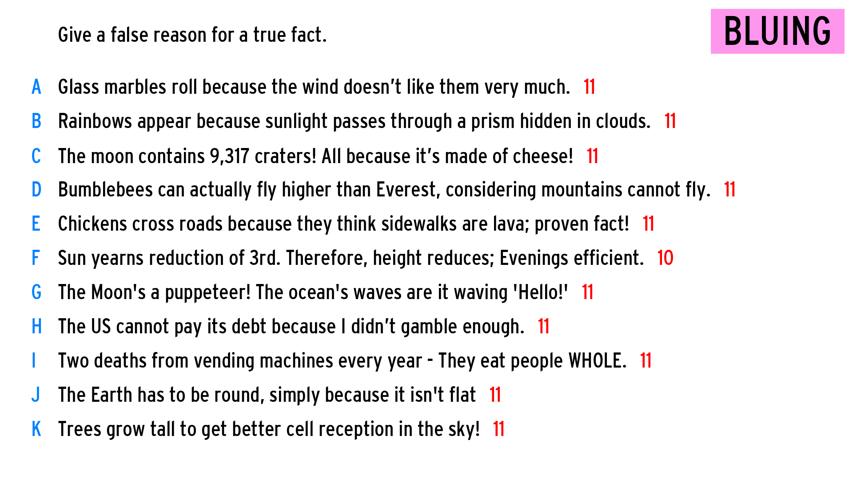 Give a false reason for a true fact.
BLUING
A Glass marbles roll because the wind doesn’t like them very much. 11
B Rainbows appear because sunlight passes through a prism hidden in clouds. 11
C The moon contains 9,317 craters! All because it’s made of cheese! 11
D Bumblebees can actually fly higher than Everest, considering mountains cannot fly. 11
E Chickens cross roads because they think sidewalks are lava; proven fact! 11
F Sun yearns reduction of 3rd. Therefore, height reduces; Evenings efficient. 10
G The Moon's a puppeteer! The ocean's waves are it waving 'Hello!' 11
H The US cannot pay its debt because I didn’t gamble enough. 11
I Two deaths from vending machines every year - They eat people WHOLE. 11
J The Earth has to be round, simply because it isn't flat 11
K Trees grow tall to get better cell reception in the sky! 11